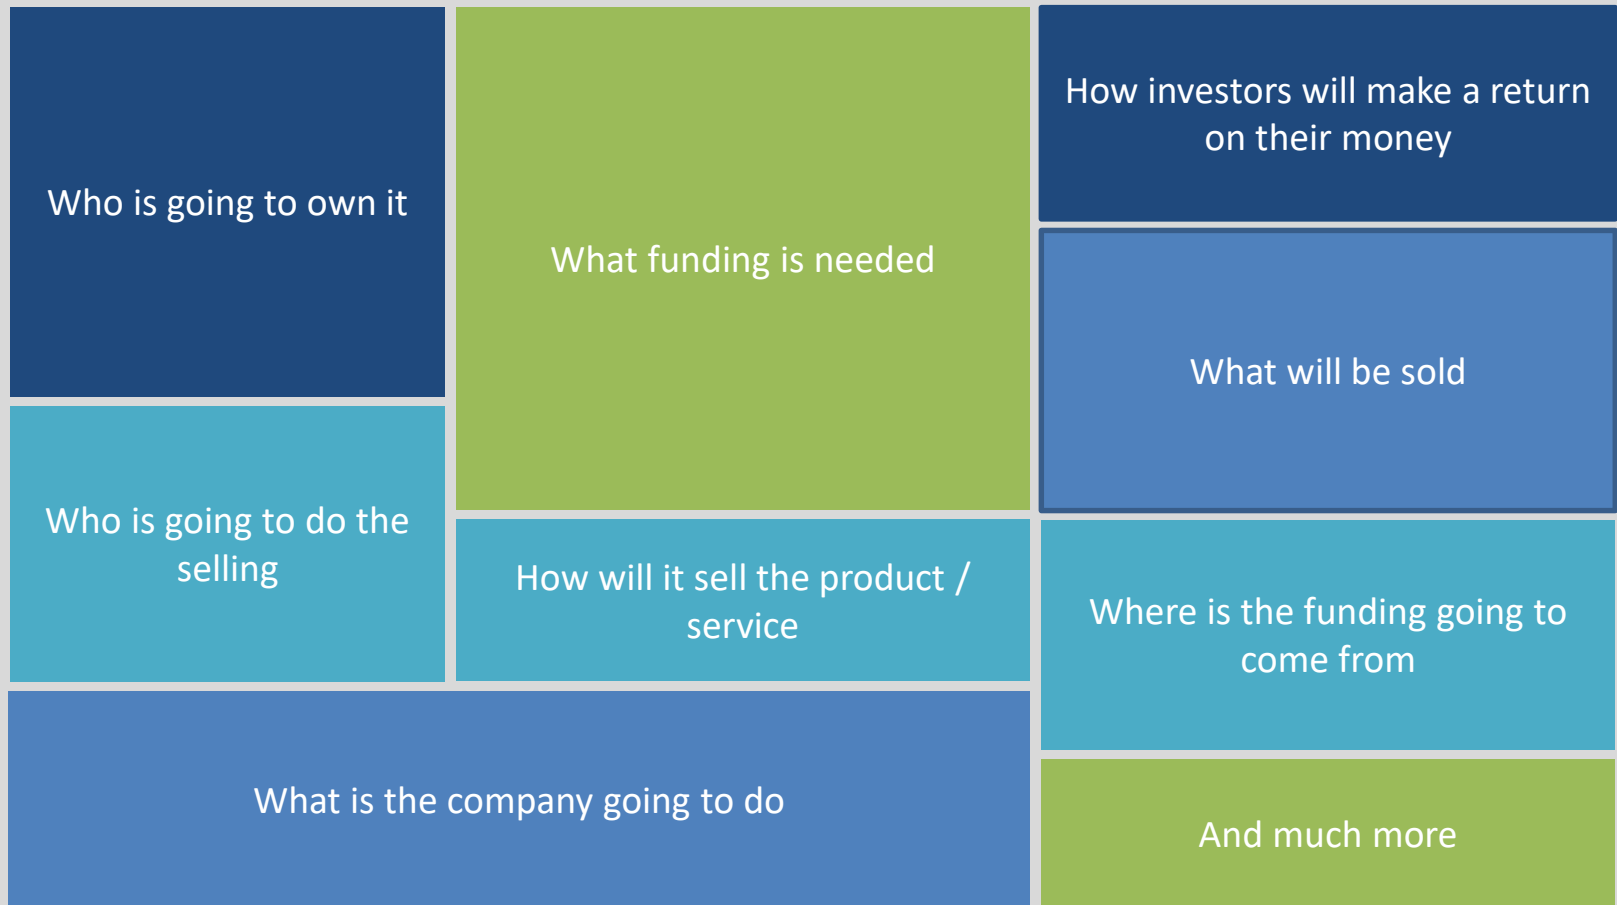 Who is going to own it
What funding is needed
How investors will make a return
on their money
What will be sold
Who is going to do the
selling
How will it sell the product /
service
Where is the funding going to
come from
What is the company going to do
And much more